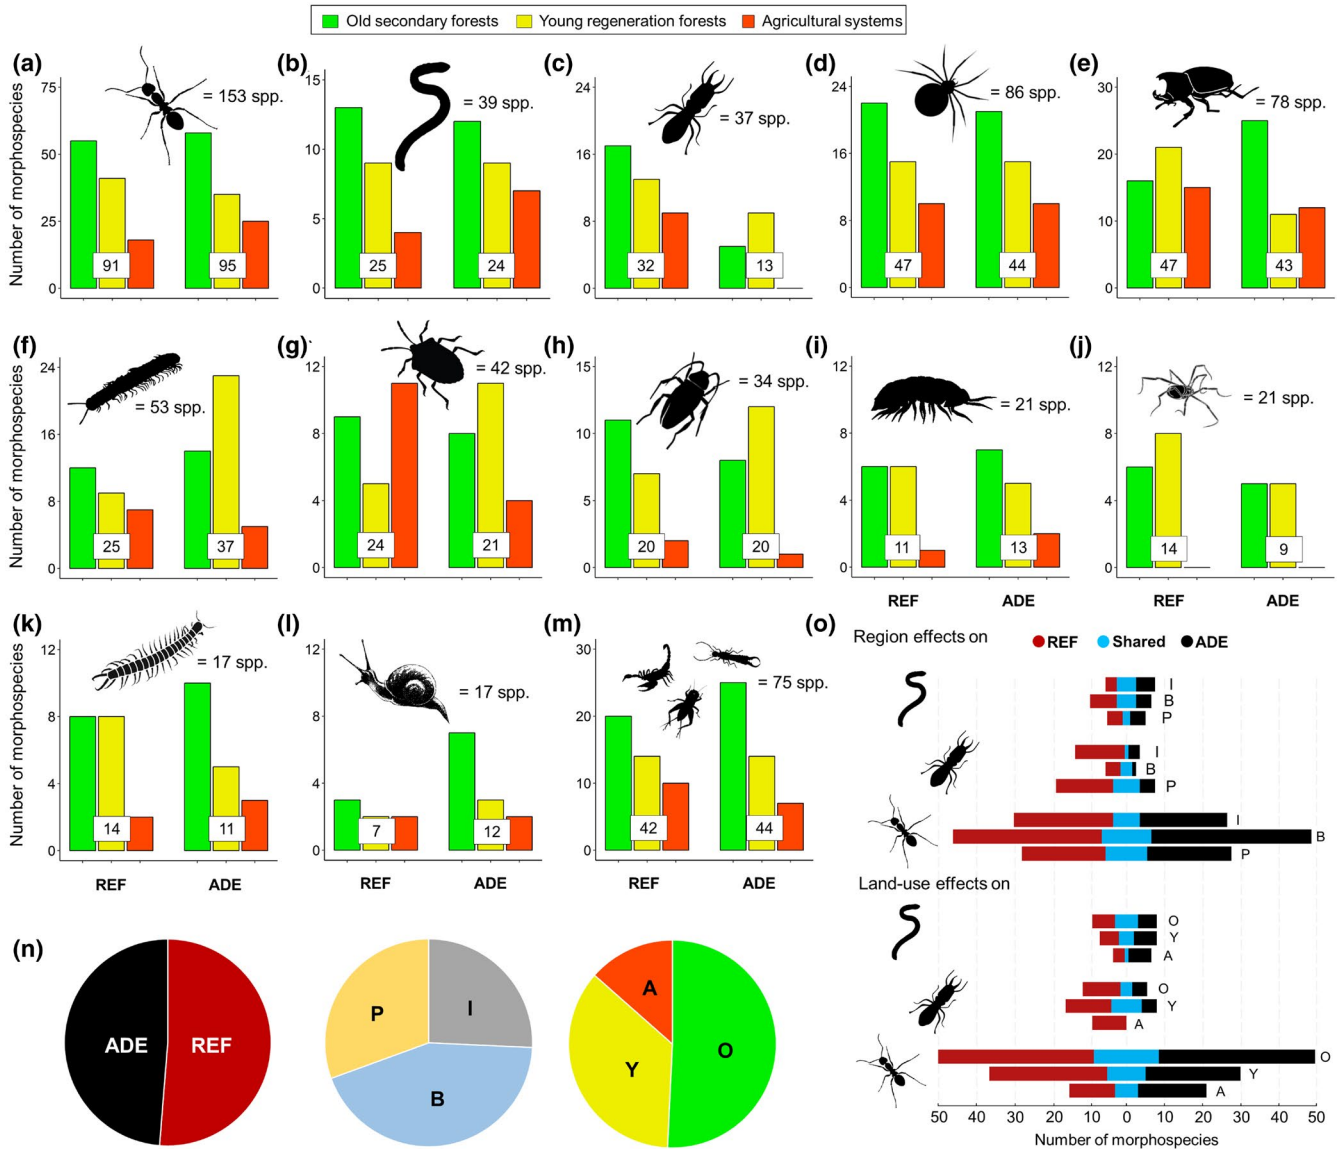 Old secondary forests Young regeneration forests Agricultural systems
(a) (b) (c) (d) (e)
Number of morphospecies
75
50
25
0
= 153 spp.
91 95
15
10
5
0
= 39 spp.
25 24
24
16
8
0
= 37 spp.
32 13
24
16
8
0
= 86 spp.
47 44
30
20
10
0
= 78 spp.
47 43
(f) (g) (h) (i) (j)
Number of morphospecies
24
16
8
0
= 53 spp.
25 37
12
8
4
0
= 42 spp.
24 21
15
10
5
0
= 34 spp.
20 20
12
8
4
0
= 21 spp.
11 13
REF ADE
12
8
4
0
= 21 spp.
14 9
REF ADE
(k) (l) (m) (o)
Number of morphospecies
12
8
4
0
= 17 spp.
14 11
REF ADE
12
8
4
0
= 17 spp.
7 12
REF ADE
30
20
10
0
= 75 spp.
42 44
REF ADE
Region effects on REF Shared ADE
I
B
P
I
B
P
I
B
P
Land-use effects on
O
Y
A
O
Y
A
O
Y
A
50 40 30 20 10 0 10 20 30 40 50
Number of morphospecies
(n)
ADE REF
P I
B
A
Y O